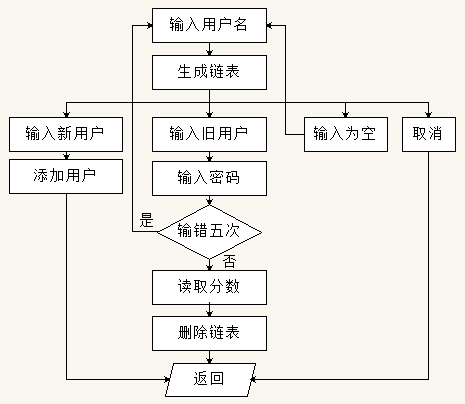 输入用户名
生成链表
输入新用户
输入旧用户
输入为空
取消
添加用户
输入密码
是
输错五次
否
读取分数
删除链表
返回